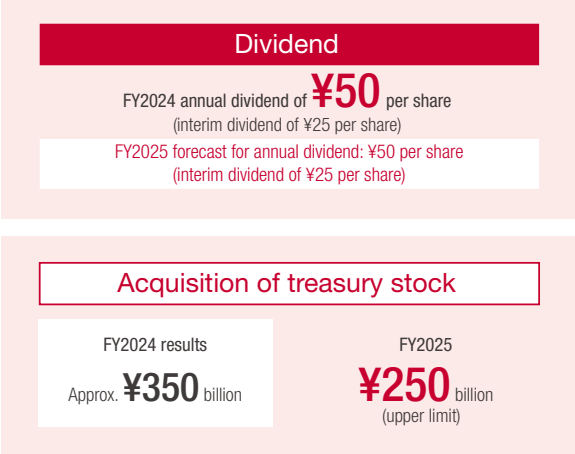 Dividend
FY2024 annual dividend of ¥50 per share
(interim dividend of ¥25 per share)
FY2025 forecast for annual dividend: ¥50 per share
(interim dividend of ¥25 per share)
Acquisition of treasury stock
FY2024 results
Approx. ¥350 billion
FY2025
¥250 billion
(upper limit)